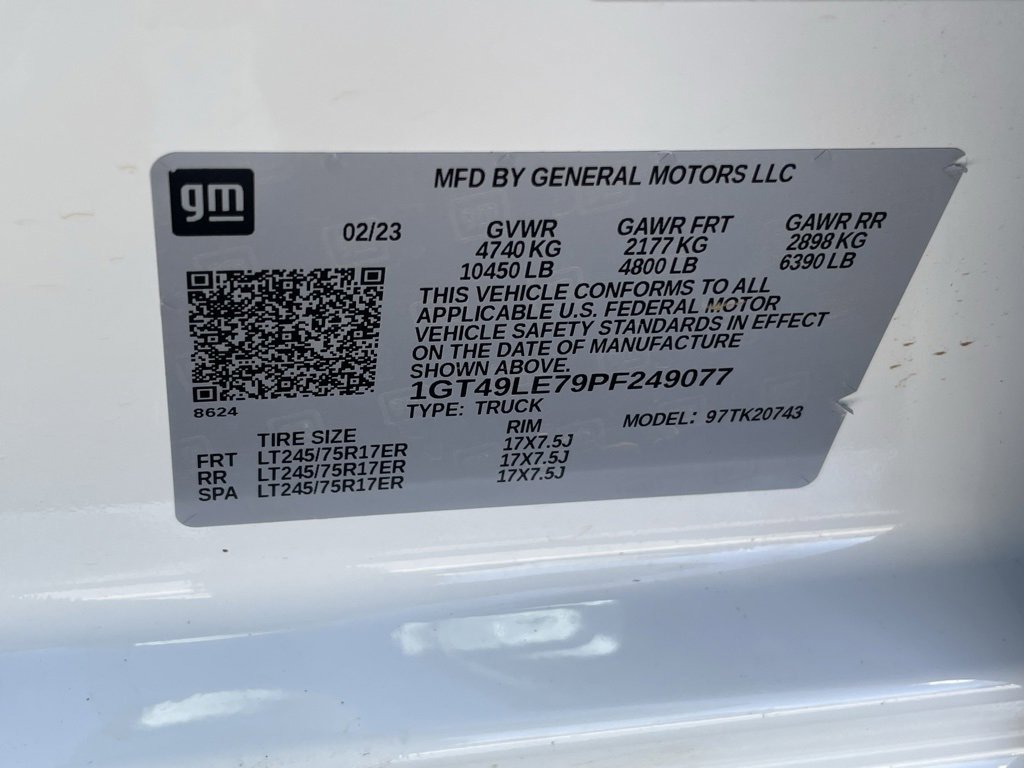 gm
MFD BY GENERAL MOTORS LLC
02/23 GVWR GAWR FRT GAWR RR
4740 KG 2177 KG 2898 KG
10450 LB 4800 LB 6390 LB
THIS VEHICLE CONFORMS TO ALL
APPLICABLE U.S. FEDERAL MOTOR
VEHICLE SAFETY STANDARDS IN EFFECT
ON THE DATE OF MANUFACTURE
SHOWN ABOVE.
1GT49LE79PF249077
8624
TYPE: TRUCK MODEL: 97TK20743
TIRE SIZE RIM
FRT LT245/75R17ER 17X7.5J
RR LT245/75R17ER 17X7.5J
SPA LT245/75R17ER 17X7.5J